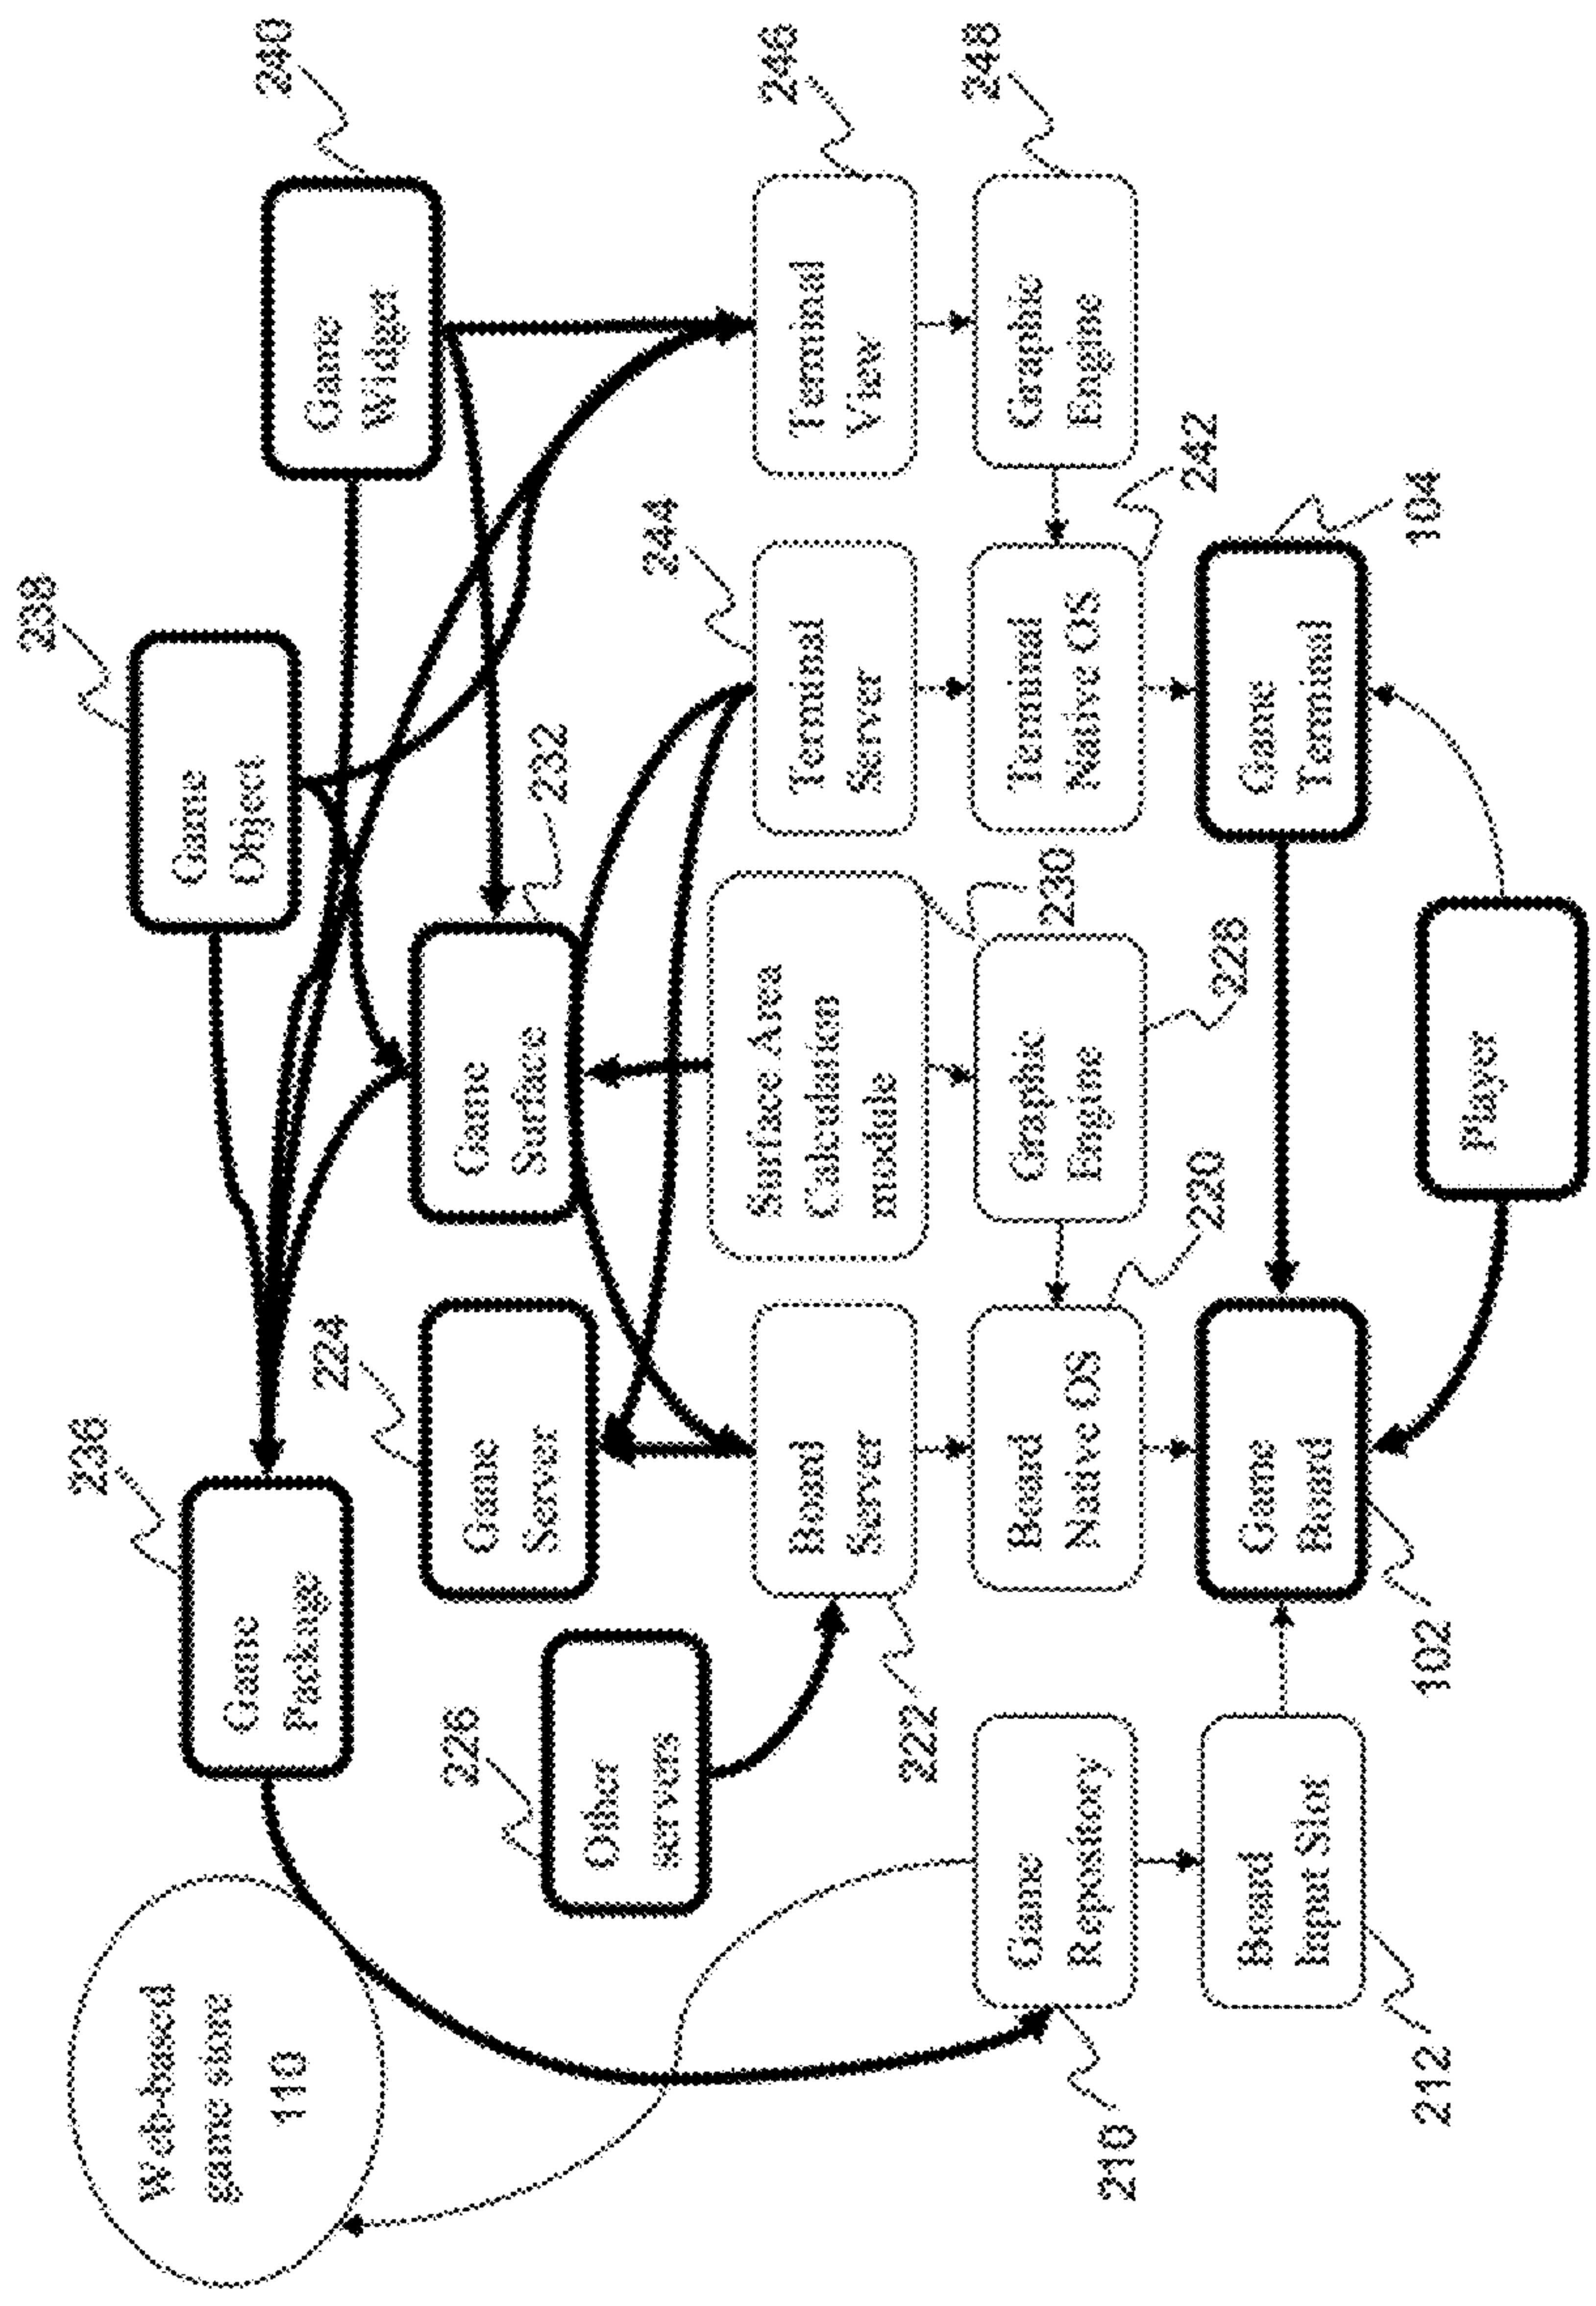 Web-based
game store
110
236
Game
Package
238
Game
Object
240
Game
Widget
226
Other
servers
224
Game
Server
232
Game
Surface
Board
Server
222
Surface Area
Calculation
module
230
244
Terminal
Server
246
Terminal
View
210
Game
Repository
Board
Native OS
220
Graphic
Engine
228
Terminal
Native OS
242
248
Graphic
Engine
212
Board
Input Slot
102
Game
Board
104
Game
Terminal
Player